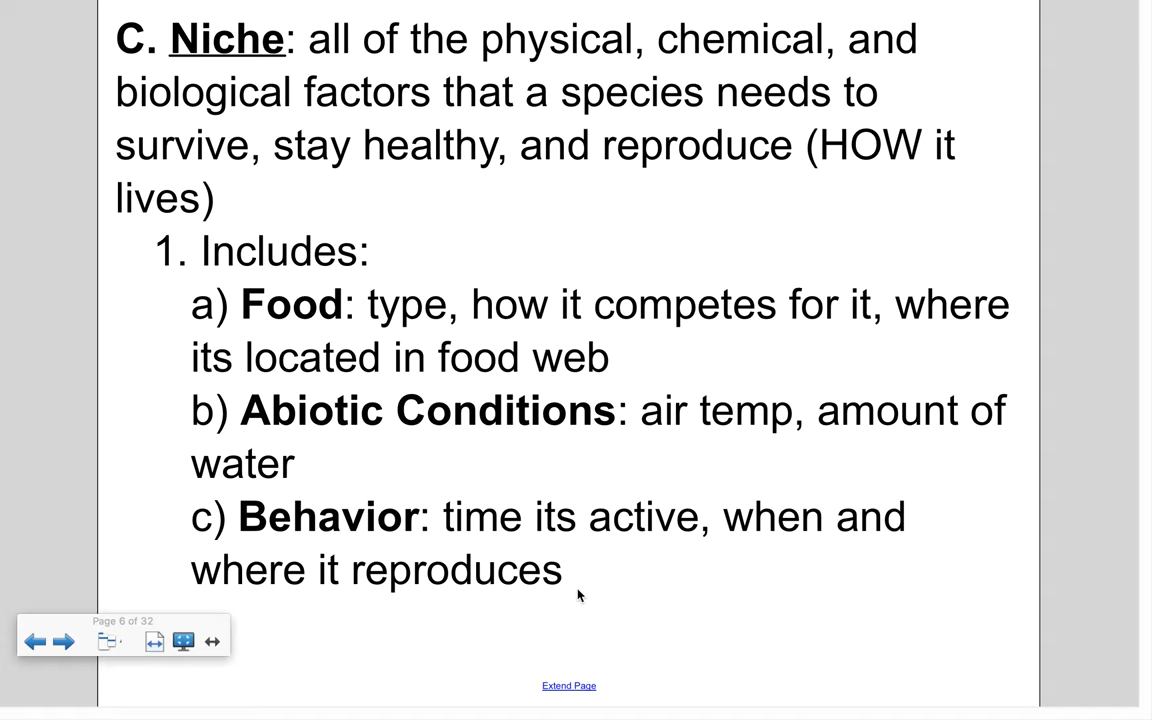 C. Niche: all of the physical, chemical, and
biological factors that a species needs to
survive, stay healthy, and reproduce (HOW it
lives)
1. Includes:
a) Food: type, how it competes for it, where
its located in food web
b) Abiotic Conditions: air temp, amount of
water
c) Behavior: time its active, when and
where it reproduces
Page 6 of 32
Extend Page